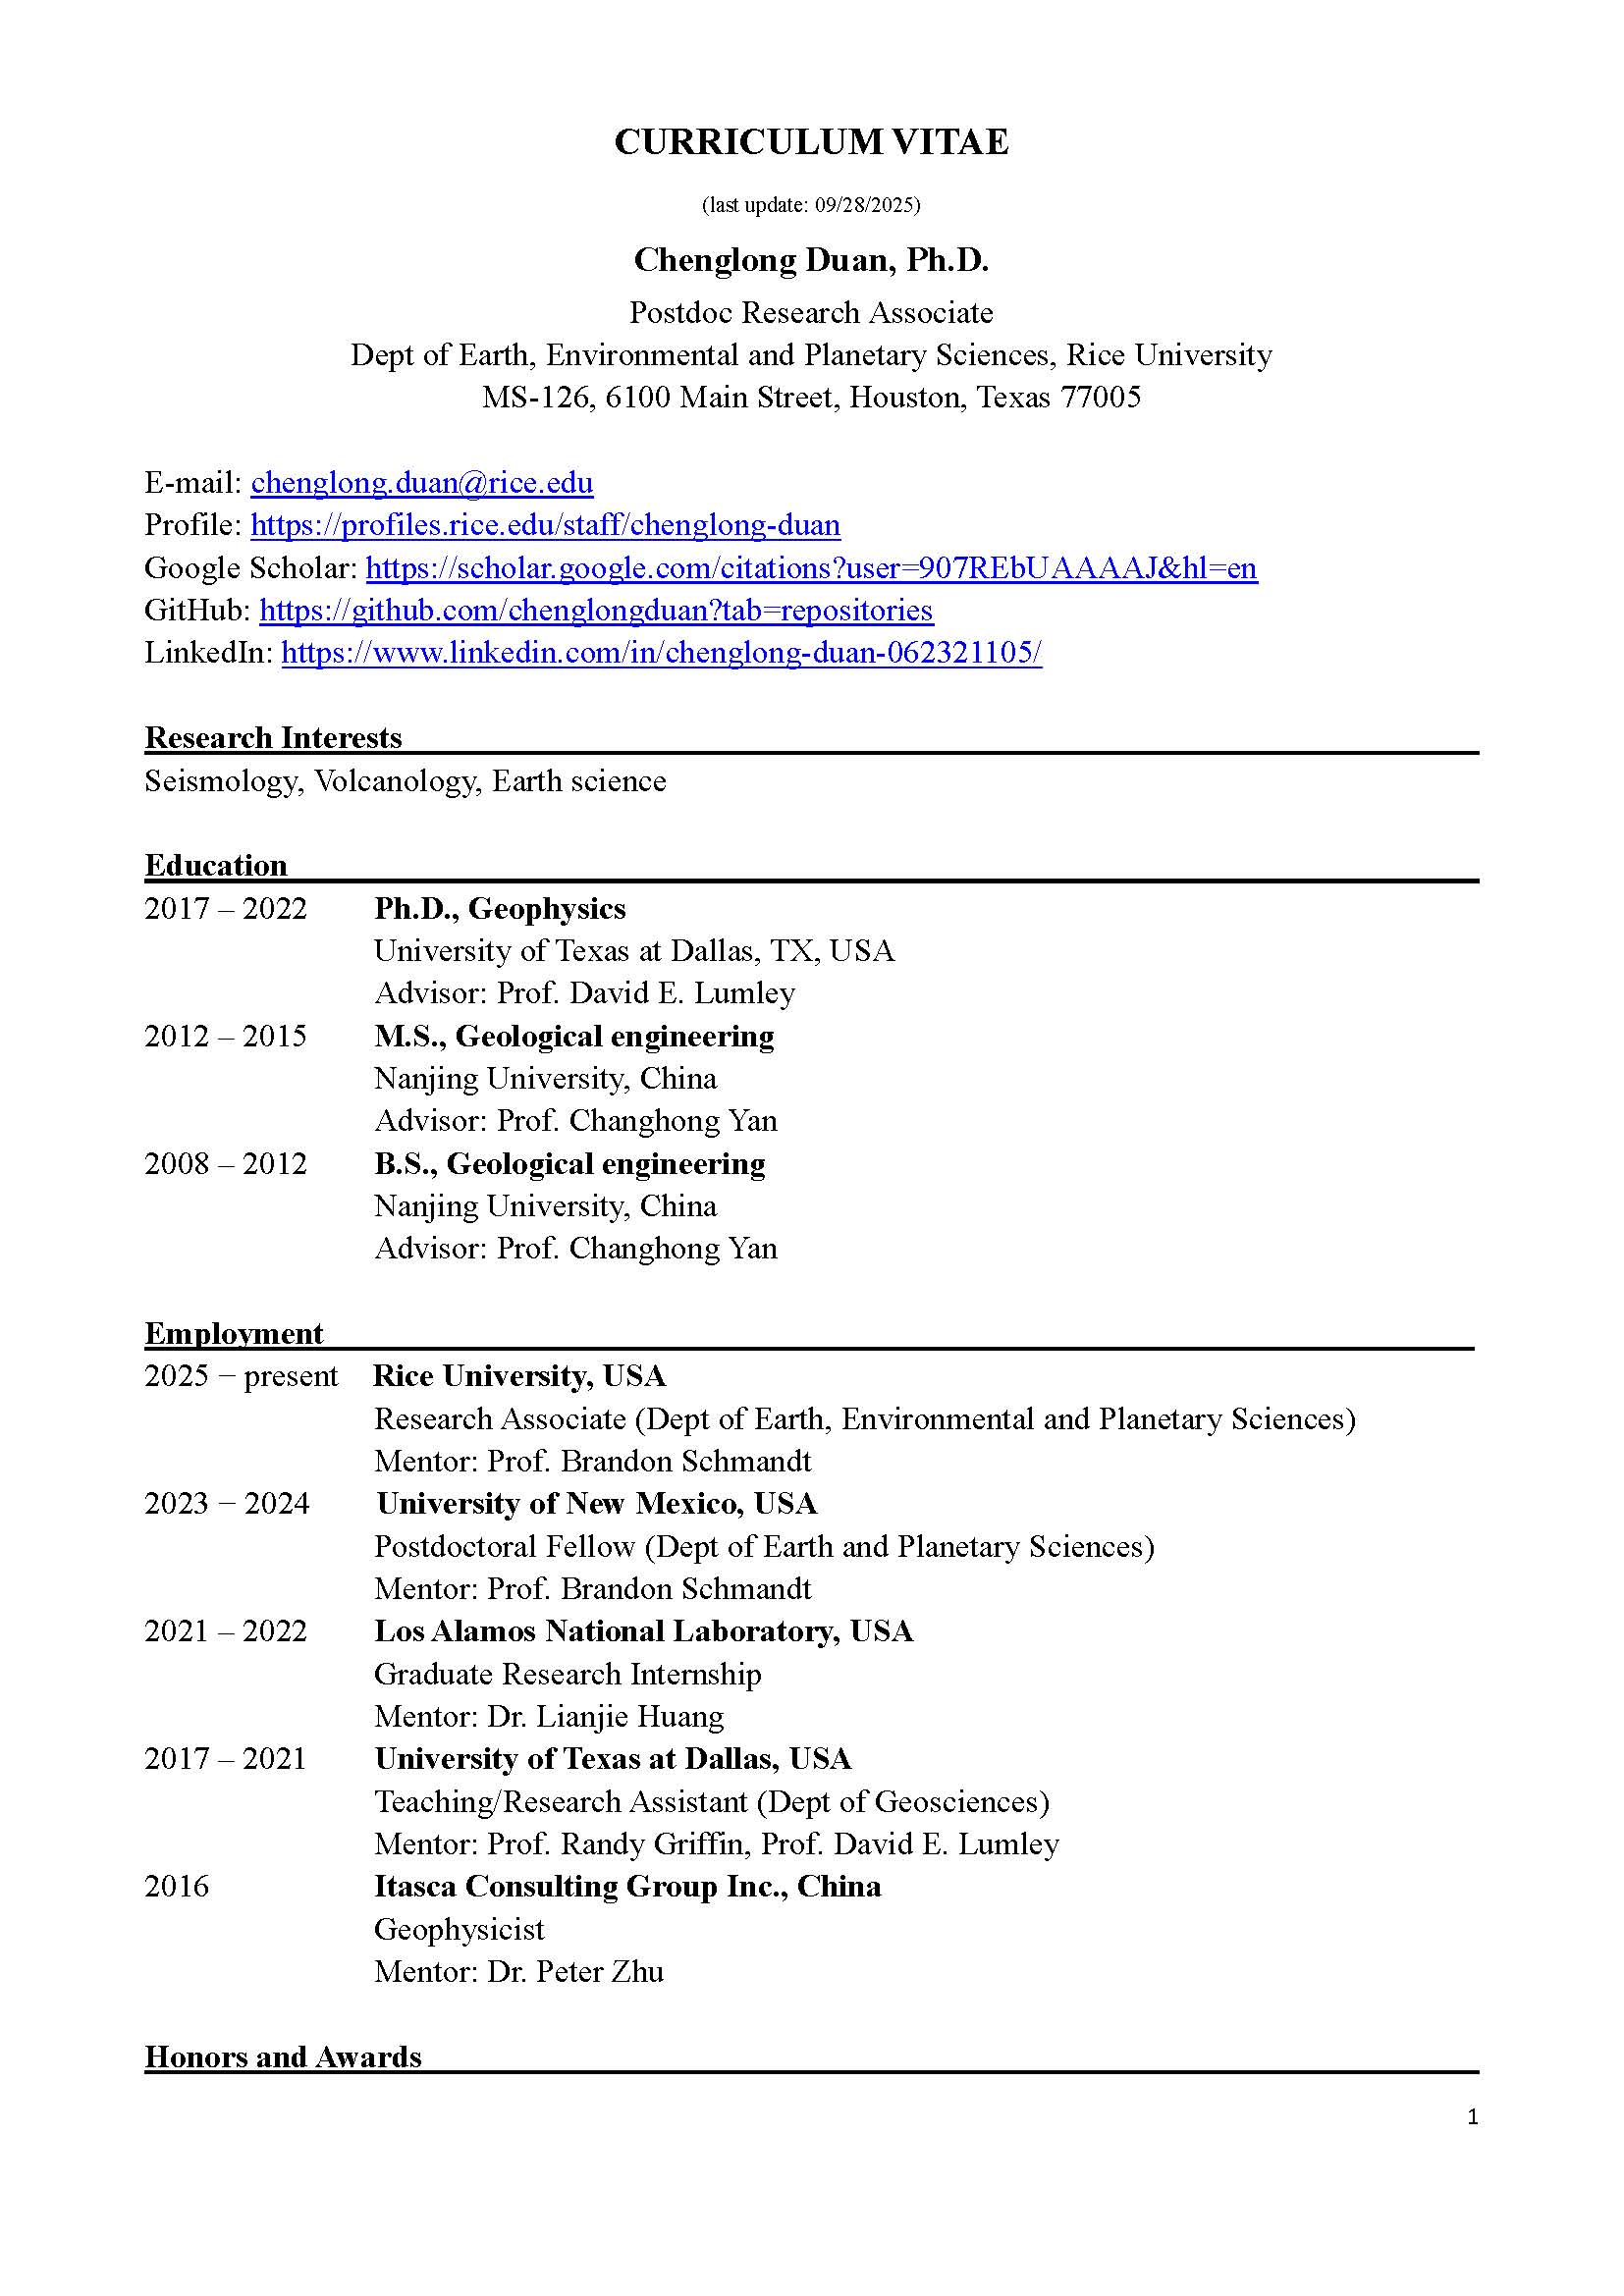 CURRICULUM VITAE
(last update: 09/28/2025)
Chenglong Duan, Ph.D.
Postdoc Research Associate
Dept of Earth, Environmental and Planetary Sciences, Rice University
MS-126, 6100 Main Street, Houston, Texas 77005
E-mail: chenglong.duan@rice.edu
Profile: https://profiles.rice.edu/staff/chenglong-duan
Google Scholar: https://scholar.google.com/citations?user=907REbUAAAAJ&hl=en
GitHub: https://github.com/chenglongduan?tab=repositories
LinkedIn: https://www.linkedin.com/in/chenglong-duan-062321105/
Research Interests
Seismology, Volcanology, Earth science
Education
2017 – 2022 Ph.D., Geophysics
University of Texas at Dallas, TX, USA
Advisor: Prof. David E. Lumley
2012 – 2015 M.S., Geological engineering
Nanjing University, China
Advisor: Prof. Changhong Yan
2008 – 2012 B.S., Geological engineering
Nanjing University, China
Advisor: Prof. Changhong Yan
Employment
2025 − present Rice University, USA
Research Associate (Dept of Earth, Environmental and Planetary Sciences)
Mentor: Prof. Brandon Schmandt
2023 − 2024 University of New Mexico, USA
Postdoctoral Fellow (Dept of Earth and Planetary Sciences)
Mentor: Prof. Brandon Schmandt
2021 – 2022 Los Alamos National Laboratory, USA
Graduate Research Internship
Mentor: Dr. Lianjie Huang
2017 – 2021 University of Texas at Dallas, USA
Teaching/Research Assistant (Dept of Geosciences)
Mentor: Prof. Randy Griffin, Prof. David E. Lumley
2016 Itasca Consulting Group Inc., China
Geophysicist
Mentor: Dr. Peter Zhu
Honors and Awards
1